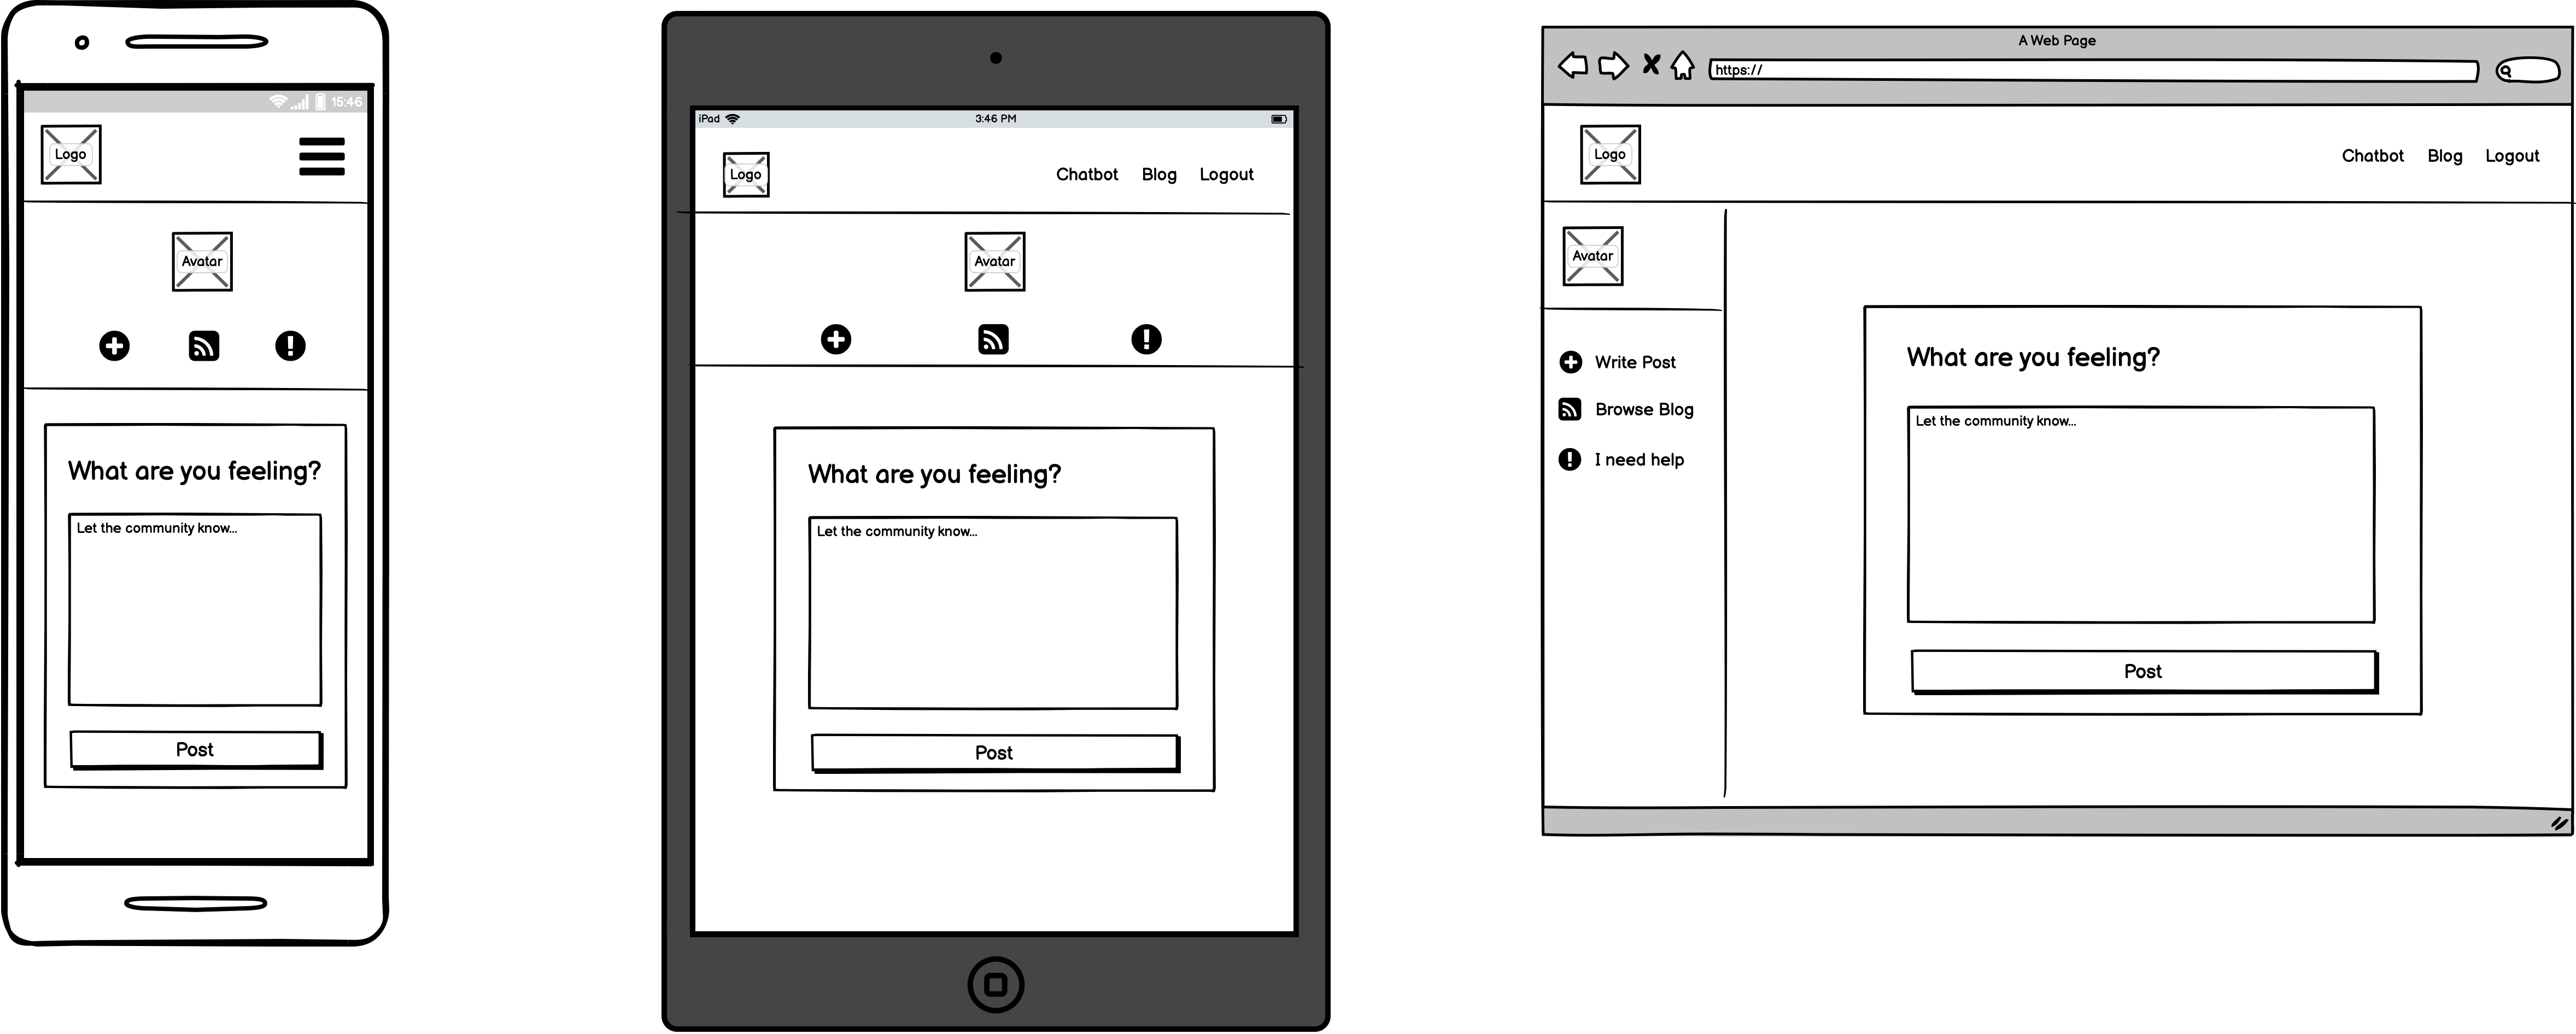 15:46
Logo
Avatar
What are you feeling?
Let the community know...
Post
iPad
3:46 PM
Logo
Chatbot Blog Logout
Avatar
What are you feeling?
Let the community know...
Post
A Web Page
https://
Logo
Chatbot Blog Logout
Avatar
Write Post
Browse Blog
I need help
What are you feeling?
Let the community know...
Post